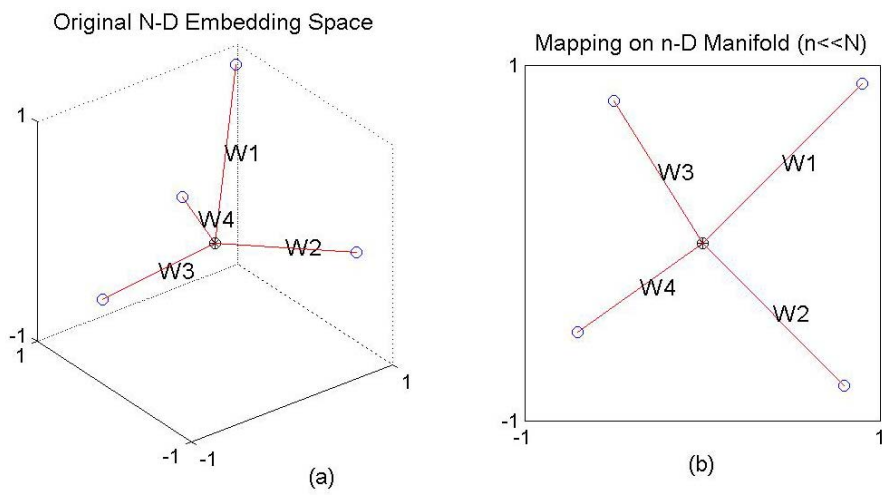 Original N-D Embedding Space
1
W1
W4
W2
W3
-1
1
1
-1
-1
(a)
Mapping on n-D Manifold (n<<N)
1
W3
W1
W4
W2
-1
-1
1
(b)